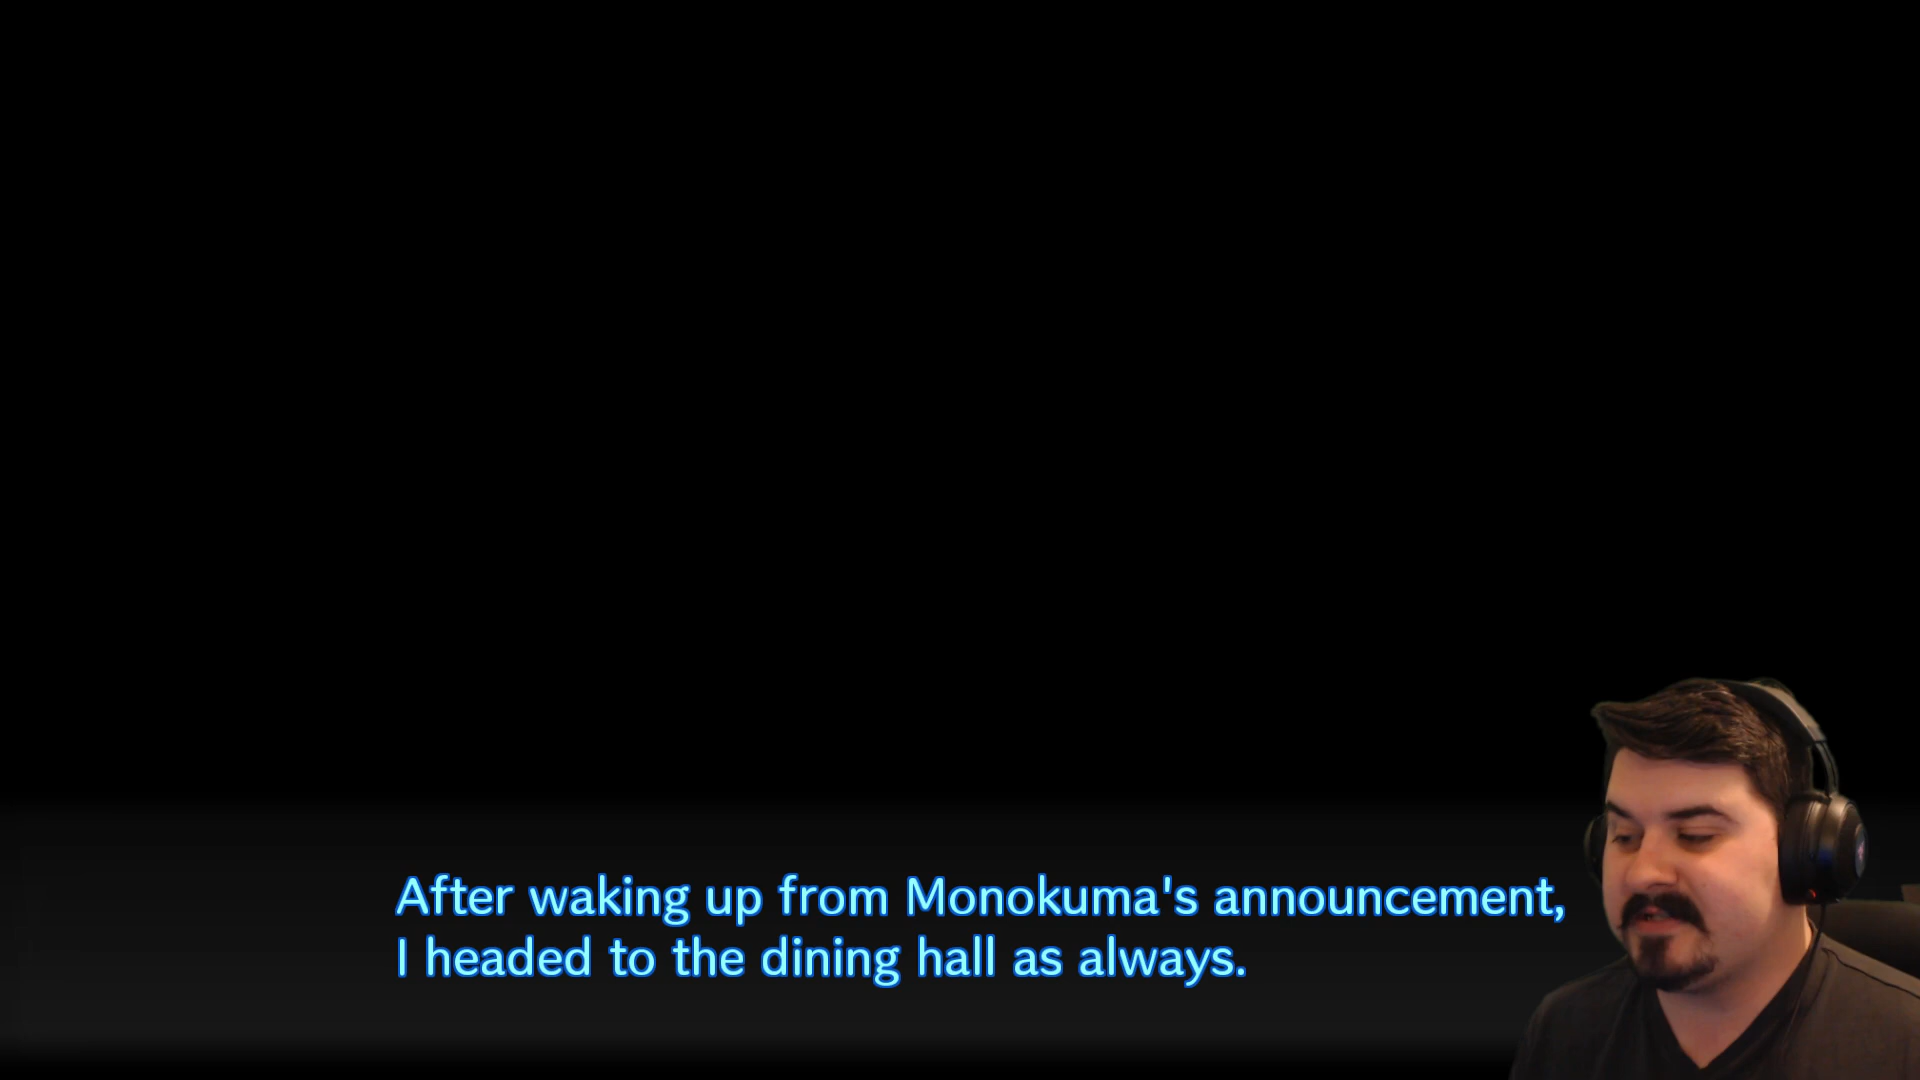 After waking up from Monokuma's announcement,
I headed to the dining hall as always.